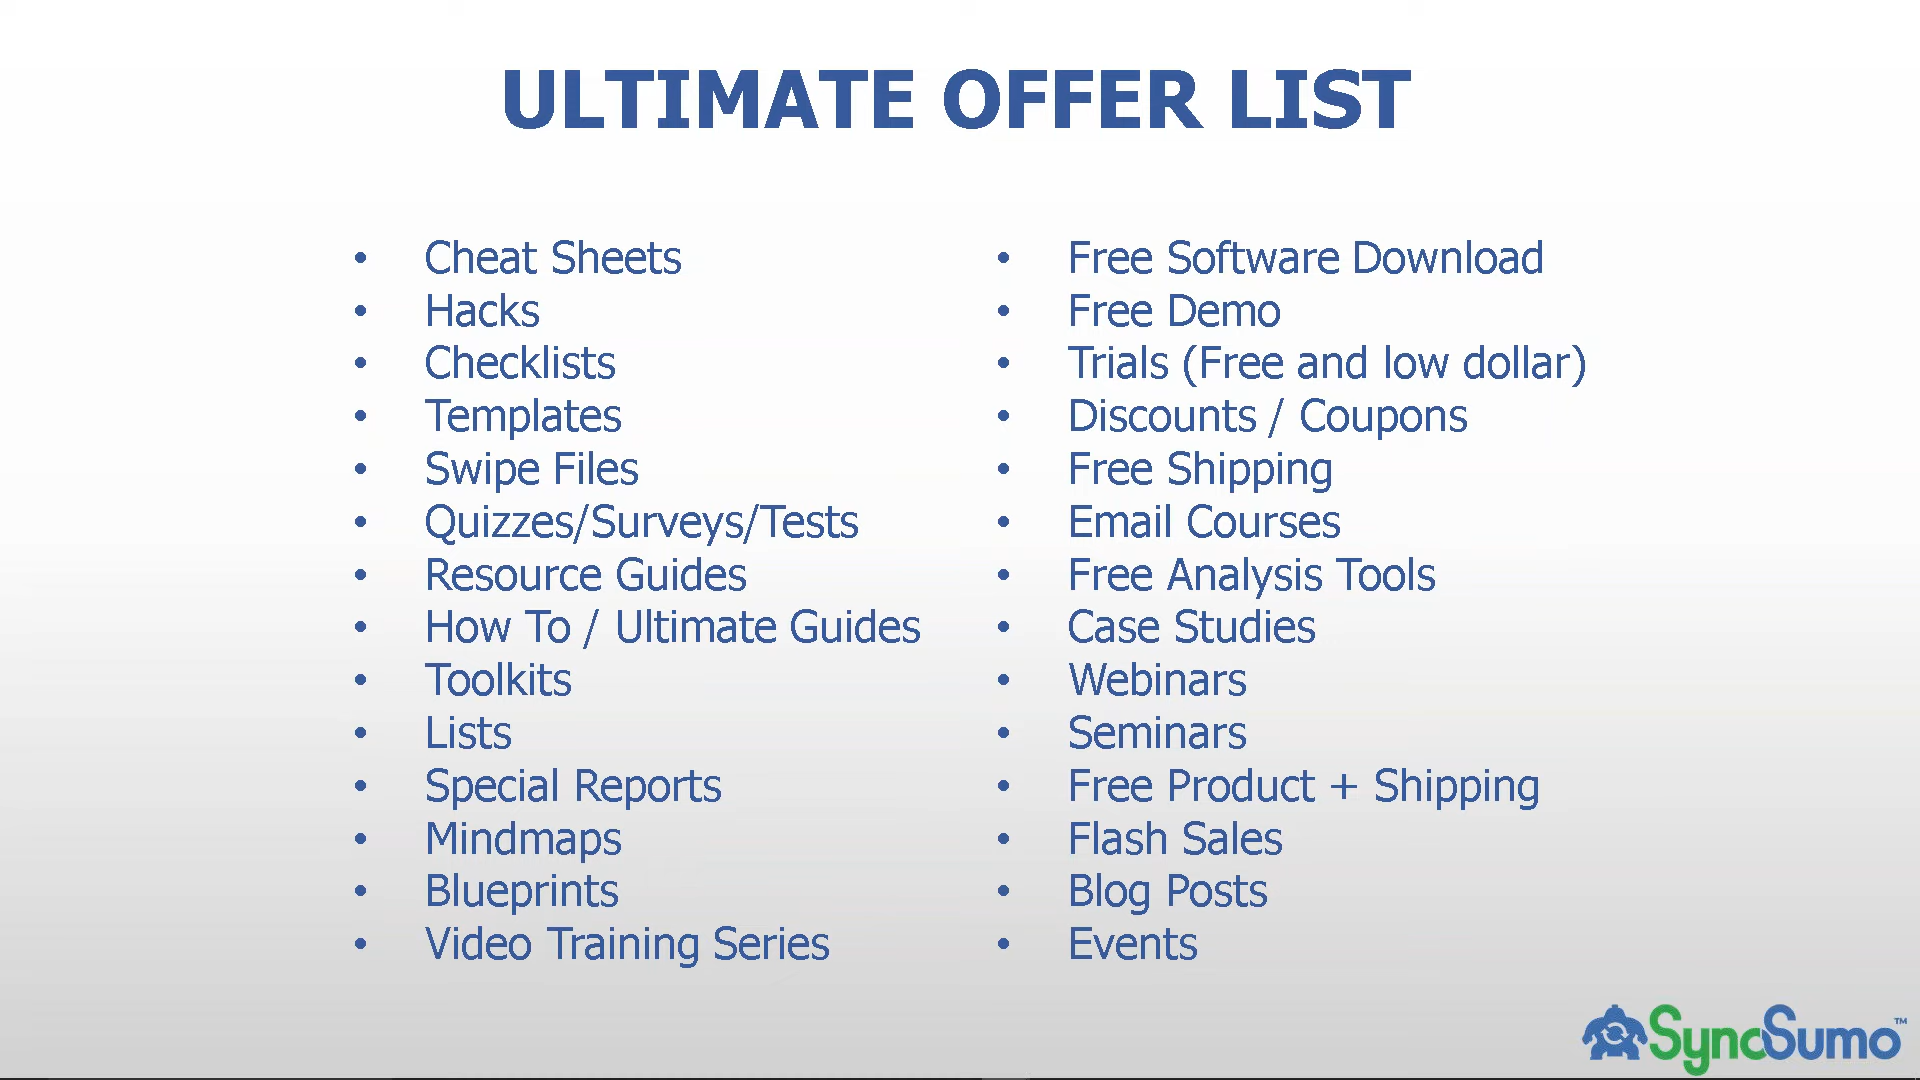 ULTIMATE OFFER LIST
• Cheat Sheets
• Hacks
• Checklists
• Templates
• Swipe Files
• Quizzes/Surveys/Tests
• Resource Guides
• How To / Ultimate Guides
• Toolkits
• Lists
• Special Reports
• Mindmaps
• Blueprints
• Video Training Series
• Free Software Download
• Free Demo
• Trials (Free and low dollar)
• Discounts / Coupons
• Free Shipping
• Email Courses
• Free Analysis Tools
• Case Studies
• Webinars
• Seminars
• Free Product + Shipping
• Flash Sales
• Blog Posts
• Events
SyncSumo™